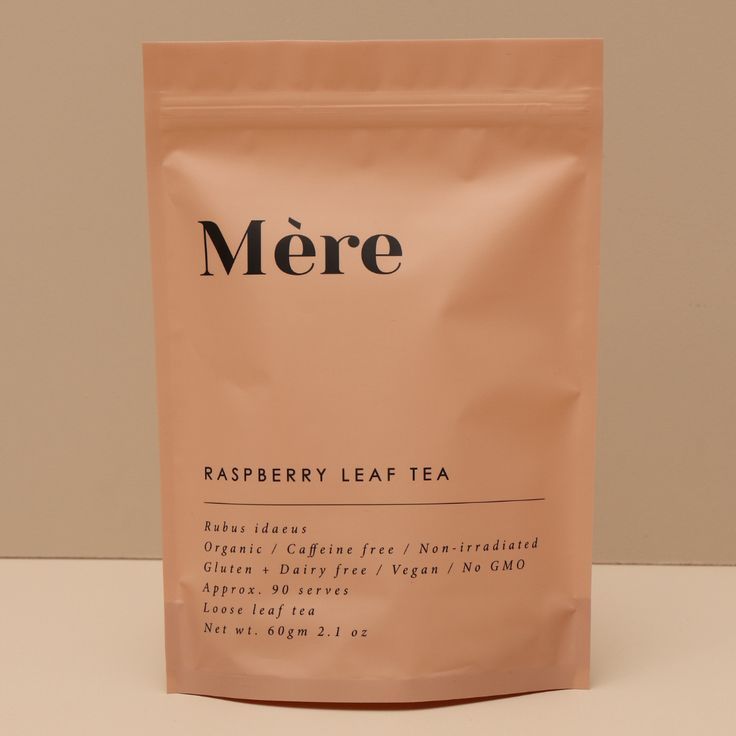 Mère
RASPBERRY LEAF TEA
Rubus idaeus
Organic / Caffeine free / Non-irradiated
Gluten + Dairy free / Vegan / No GMO
Approx. 90 serves
Loose leaf tea
Net wt. 60gm 2.1 oz